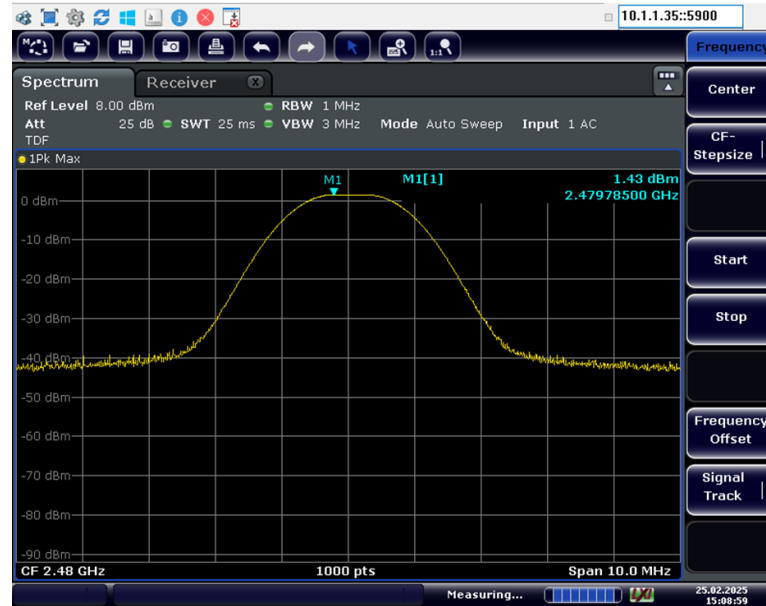 10.1.1.35::5900
Frequency
Spectrum
Receiver
Ref Level 8.00 dBm RBW 1 MHz
Att 25 dB SWT 25 ms VBW 3 MHz Mode Auto Sweep Input 1 AC
TDF
1Pk Max
M1 M1[1] 1.43 dBm
2.47978500 GHz
0 dBm
-10 dBm
-20 dBm
-30 dBm
-40 dBm
-50 dBm
-60 dBm
-70 dBm
-80 dBm
-90 dBm
CF 2.48 GHz 1000 pts Span 10.0 MHz
Measuring...
25.02.2025
15:08:59
Center
CF-
Stepsize
Start
Stop
Frequency
Offset
Signal
Track
1:1